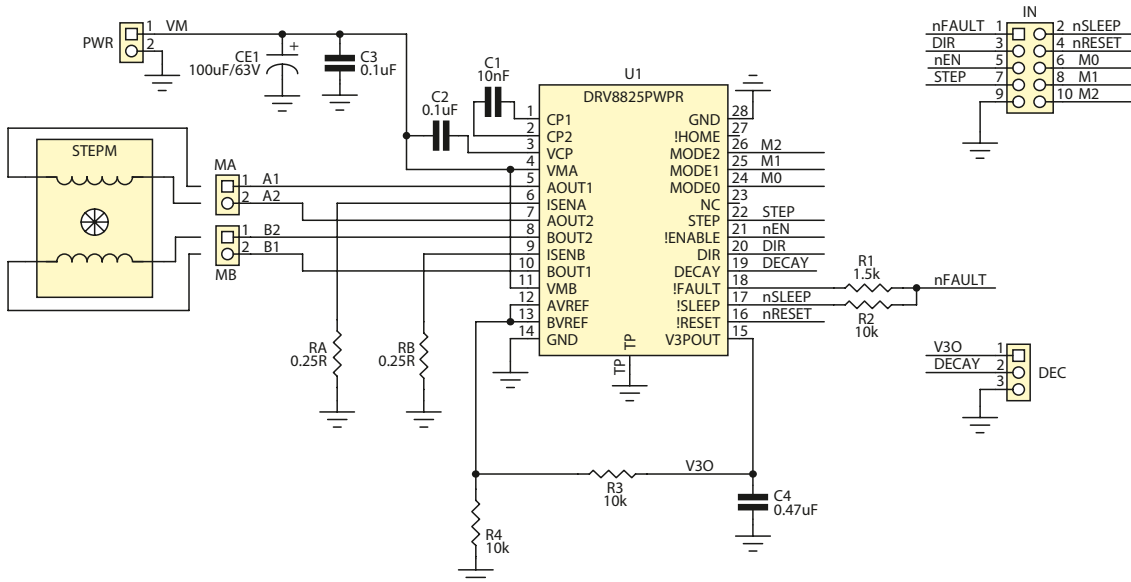 PWR
1 VM
2
CE1
100uF/63V
+
C3
0.1uF
C1
10nF
C2
0.1uF
U1
DRV8825PWPR
1 CP1
2 CP2
3 VCP
4 VMA
5 AOUT1
6 ISENA
7 AOUT2
8 BOUT2
9 ISENB
10 BOUT1
11 VMB
12 AVREF
13 BVREF
14 GND
GND 28
!HOME 27
MODE2 26 M2
MODE1 25 M1
MODE0 24 M0
NC 23
STEP 22 STEP
!ENABLE 21 nEN
DIR 20 DIR
DECAY 19 DECAY
!FAULT 18
!SLEEP 17 nSLEEP
!RESET 16 nRESET
V3POUT 15
TP
TP
STEPM
MA
1 A1
2 A2
1 B2
2 B1
MB
RA
0.25R
RB
0.25R
R1
1.5k
nFAULT
R2
10k
IN
nFAULT 1 2 nSLEEP
DIR 3 4 nRESET
nEN 5 6 M0
STEP 7 8 M1
9 10 M2
V3O 1
DECAY 2
3
DEC
V3O
R3
10k
R4
10k
C4
0.47uF